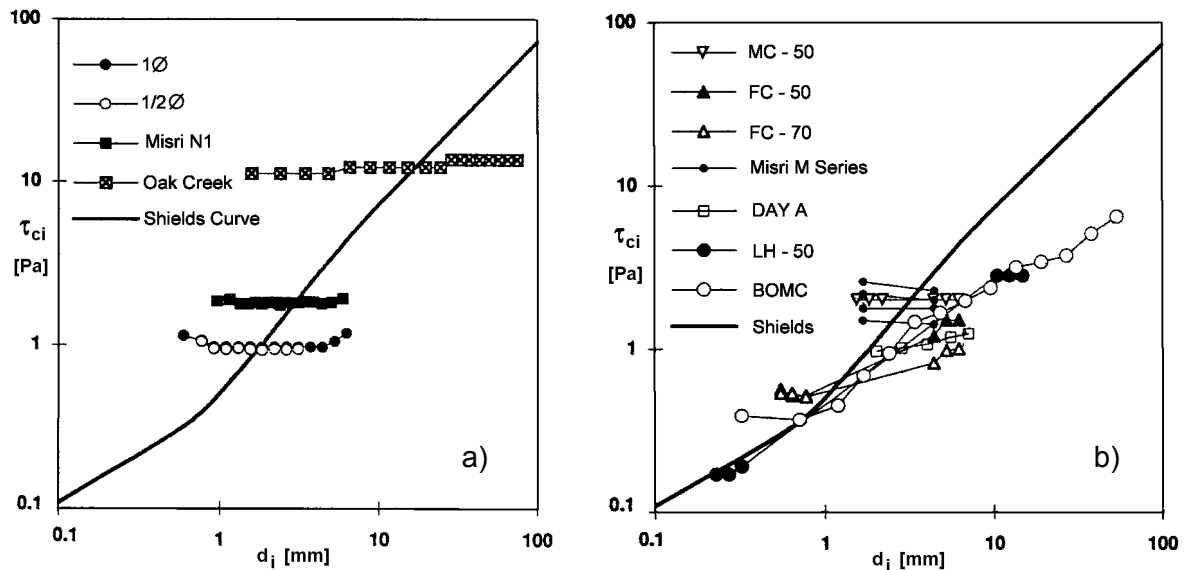 100
10
τci
[Pa]
1
0.1
1Ø
1/2Ø
Misri N1
Oak Creek
Shields Curve
a)
0.1
1
10
100
di [mm]
100
10
τci
[Pa]
1
0.1
MC - 50
FC - 50
FC - 70
Misri M Series
DAY A
LH - 50
BOMC
Shields
b)
0.1
1
10
100
di [mm]